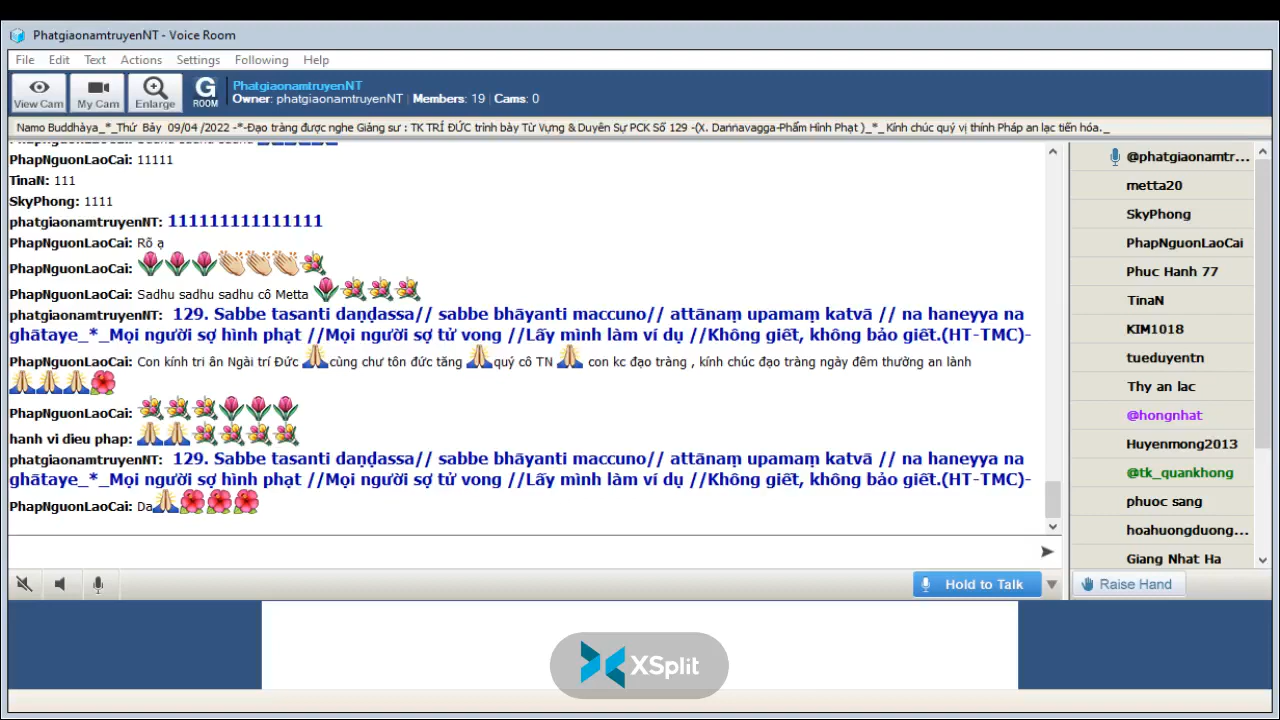 PhatgiaonamtruyenNT - Voice Room
File Edit Text Actions Settings Following Help
View Cam My Cam Enlarge G ROOM
PhatgiaonamtruyenNT
Owner: phatgiaonamtruyenNT | Members: 19 | Cams: 0
Namo Buddhàya_*_Thứ Bảy 09/04 /2022 -*-Đạo tràng được nghe Giảng sư : TK TRÍ ĐỨC trình bày Từ Vựng & Duyên Sự PCK Số 129 -(X. Daṇṇavagga-Phẩm Hình Phạt )_*_ Kính chúc quý vị thính Pháp an lạc tiến hóa._
PhapNguonLaoCai: 11111
TinaN: 111
SkyPhong: 1111
phatgiaonamtruyenNT: 111111111111111
PhapNguonLaoCai: Rõ ạ
PhapNguonLaoCai:
PhapNguonLaoCai: Sadhu sadhu sadhu cô Metta
phatgiaonamtruyenNT: 129. Sabbe tasanti daṇḍassa// sabbe bhāyanti maccuno// attānaṃ upamaṃ katvā // na haneyya na
ghātaye_*_Mọi người sợ hình phạt //Mọi người sợ tử vong //Lấy mình làm ví dụ //Không giết, không bảo giết.(HT-TMC)-
PhapNguonLaoCai: Con kính tri ân Ngài trí Đức cùng chư tôn đức tăng quý cô TN con kc đạo tràng , kính chúc đạo tràng ngày đêm thường an lành
PhapNguonLaoCai:
hanh vi dieu phap:
phatgiaonamtruyenNT: 129. Sabbe tasanti daṇḍassa// sabbe bhāyanti maccuno// attānaṃ upamaṃ katvā // na haneyya na
ghātaye_*_Mọi người sợ hình phạt //Mọi người sợ tử vong //Lấy mình làm ví dụ //Không giết, không bảo giết.(HT-TMC)-
PhapNguonLaoCai: Da
@phatgiaonamtr...
metta20
SkyPhong
PhapNguonLaoCai
Phuc Hanh 77
TinaN
KIM1018
tueduyentn
Thy an lac
@hongnhat
Huyenmong2013
@tk_quankhong
phuoc sang
hoahuongduong...
Giang Nhat Ha
Hold to Talk
Raise Hand
XSplit